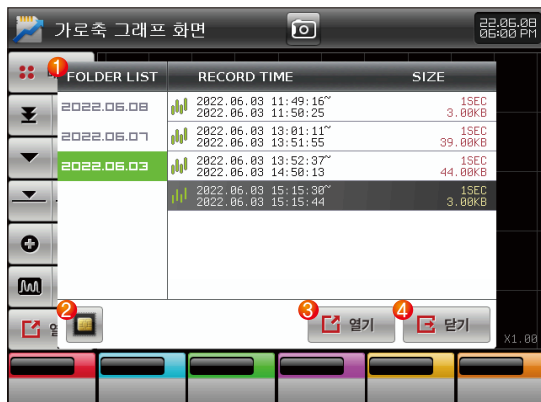 가로축 그래프 화면
22.06.08
06:00 PM
1
FOLDER LIST
RECORD TIME
SIZE
2022.06.08
2022.06.07
2022.06.03
2022.06.03 11:49:16~
2022.06.03 11:50:25
1SEC
3.00KB
2022.06.03 13:01:11~
2022.06.03 13:51:55
1SEC
39.00KB
2022.06.03 13:52:37~
2022.06.03 14:50:13
1SEC
44.00KB
2022.06.03 15:15:30~
2022.06.03 15:15:44
1SEC
3.00KB
2
3
열기
4
닫기
X1.00